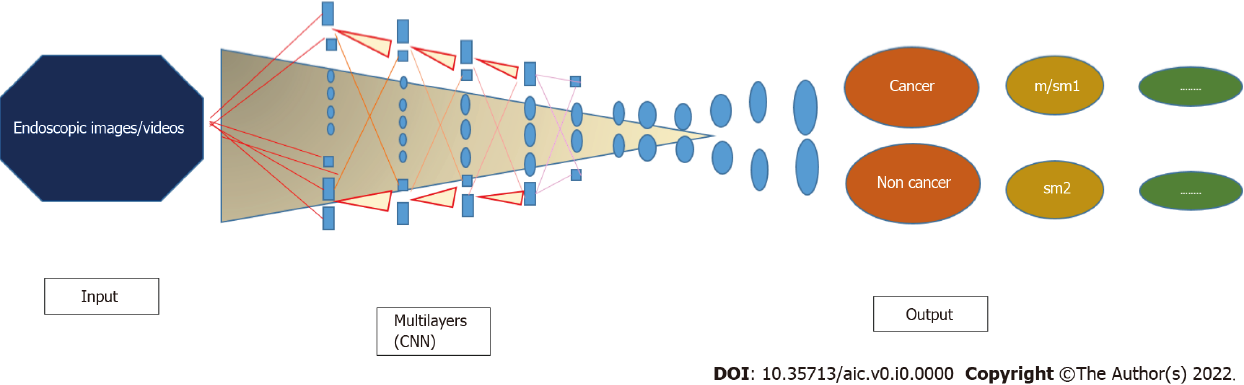 Endoscopic images/videos
Cancer
m/sm1
........
Non cancer
sm2
........
Input
Multilayers
(CNN)
Output
DOI: 10.35713/aic.v0.i0.0000 Copyright ©The Author(s) 2022.